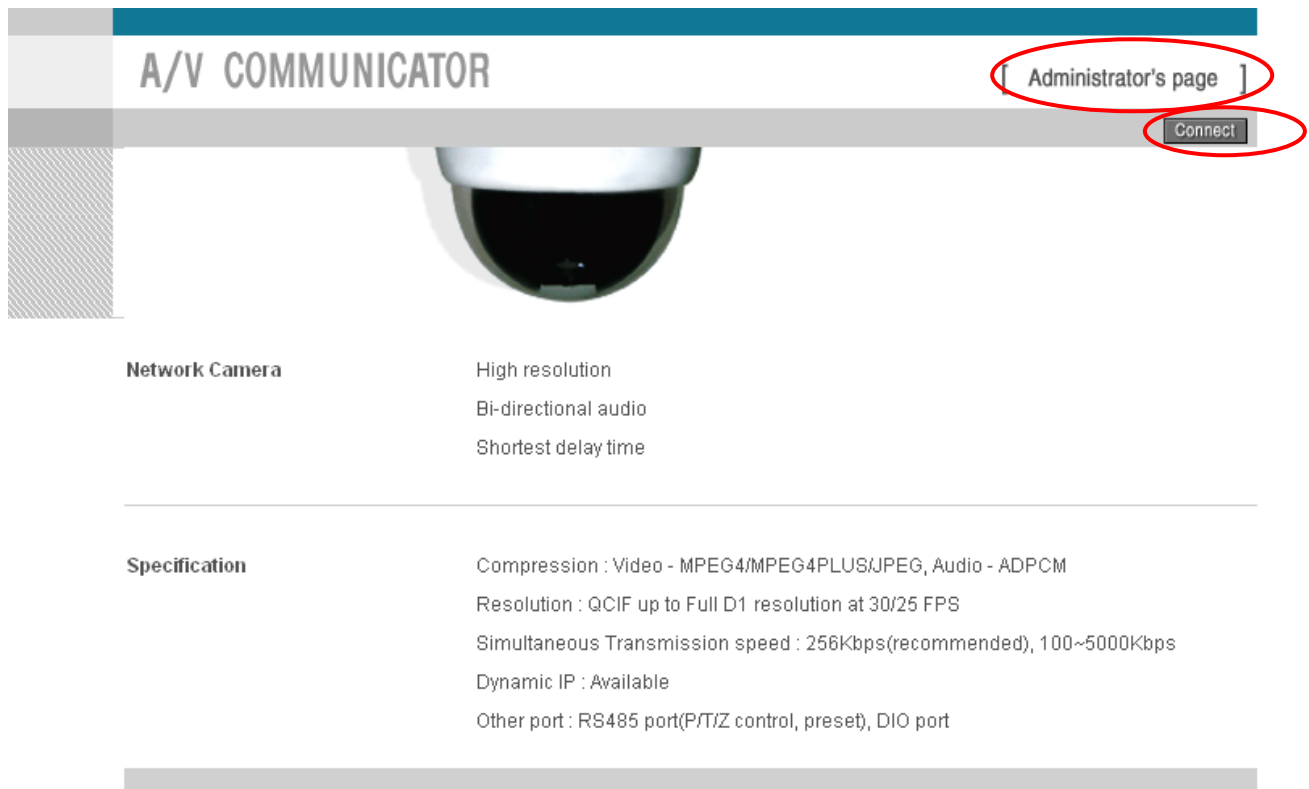 A/V COMMUNICATOR
[ Administrator's page ]
Connect
Network Camera
High resolution
Bi-directional audio
Shortest delay time
Specification
Compression : Video - MPEG4/MPEG4PLUS/JPEG, Audio - ADPCM
Resolution : QCIF up to Full D1 resolution at 30/25 FPS
Simultaneous Transmission speed : 256Kbps(recommended), 100~5000Kbps
Dynamic IP : Available
Other port : RS485 port(P/T/Z control, preset), DIO port